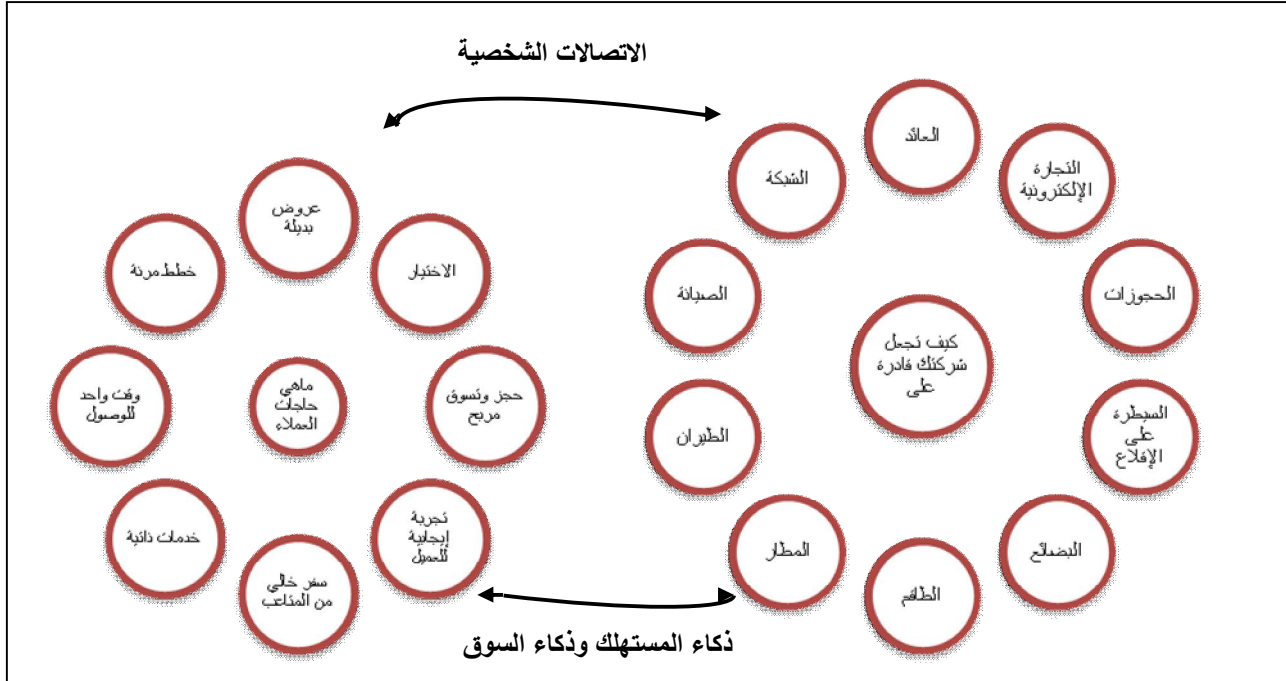 الاتصالات الشخصية
العائد
التجارة
الإلكترونية
الحجوزات
السيطرة
على
الإقلاع
البضائع
الطاقم
المطار
الطيران
الصيانة
الشبكة
كيف تجعل
شركتك قادرة
على
عروض
بديلة
الاختيار
حجز وتسوق
مريح
تجربة
إيجابية
للعميل
سفر خالي
من المتاعب
خدمات ذاتية
وقت واحد
للوصول
خطط مرنة
ماهي
حاجات
العملاء
ذكاء المستهلك وذكاء السوق